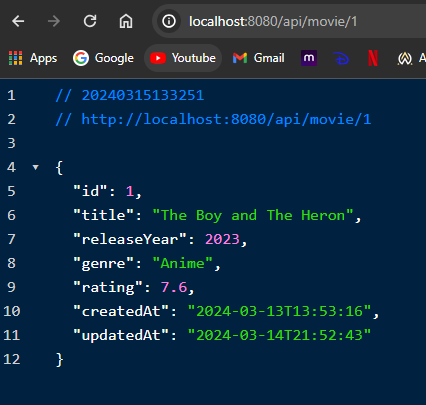 localhost:8080/api/movie/1
Apps Google Youtube Gmail m N A
1 // 20240315133251
2 // http://localhost:8080/api/movie/1
3
4 {
5 "id": 1,
6 "title": "The Boy and The Heron",
7 "releaseYear": 2023,
8 "genre": "Anime",
9 "rating": 7.6,
10 "createdAt": "2024-03-13T13:53:16",
11 "updatedAt": "2024-03-14T21:52:43"
12 }